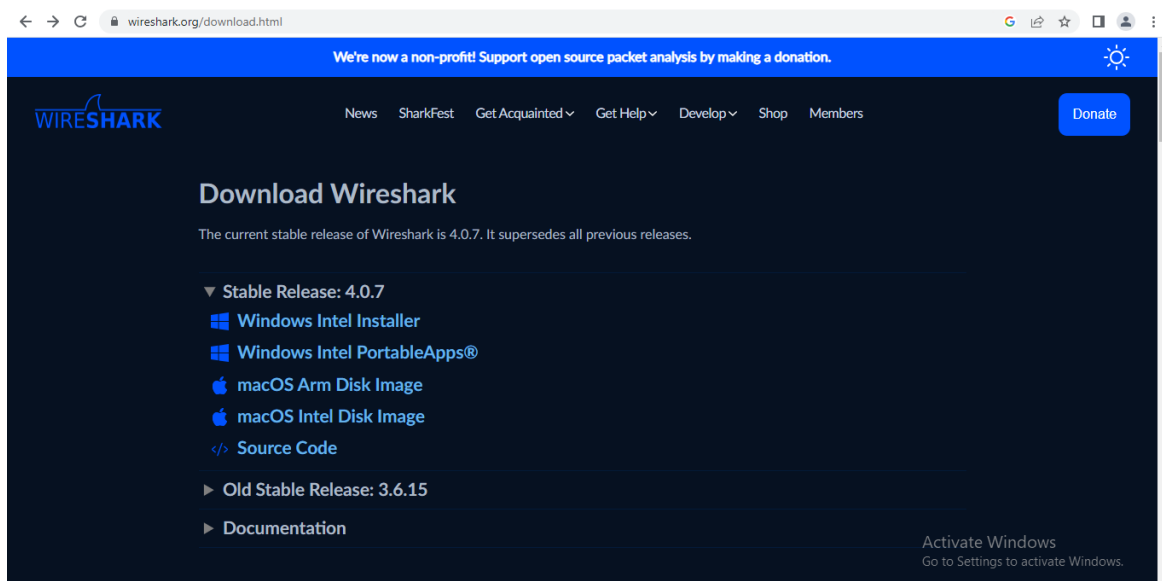 wireshark.org/download.html
We're now a non-profit! Support open source packet analysis by making a donation.
WIRESHARK
News SharkFest Get Acquainted Get Help Develop Shop Members
Donate
Download Wireshark
The current stable release of Wireshark is 4.0.7. It supersedes all previous releases.
Stable Release: 4.0.7
Windows Intel Installer
Windows Intel PortableApps®
macOS Arm Disk Image
macOS Intel Disk Image
</> Source Code
Old Stable Release: 3.6.15
Documentation
Activate Windows
Go to Settings to activate Windows.